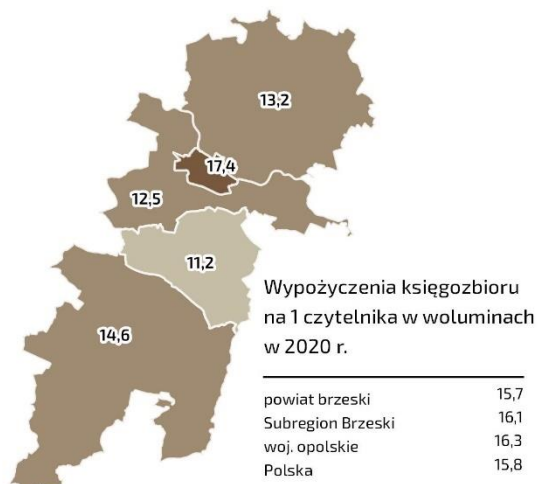 13,2
17,4
12,5
11,2
14,6
Wypożyczenia księgozbioru
na 1 czytelnika w woluminach
w 2020 r.
powiat brzeski 15,7
Subregion Brzeski 16,1
woj. opolskie 16,3
Polska 15,8